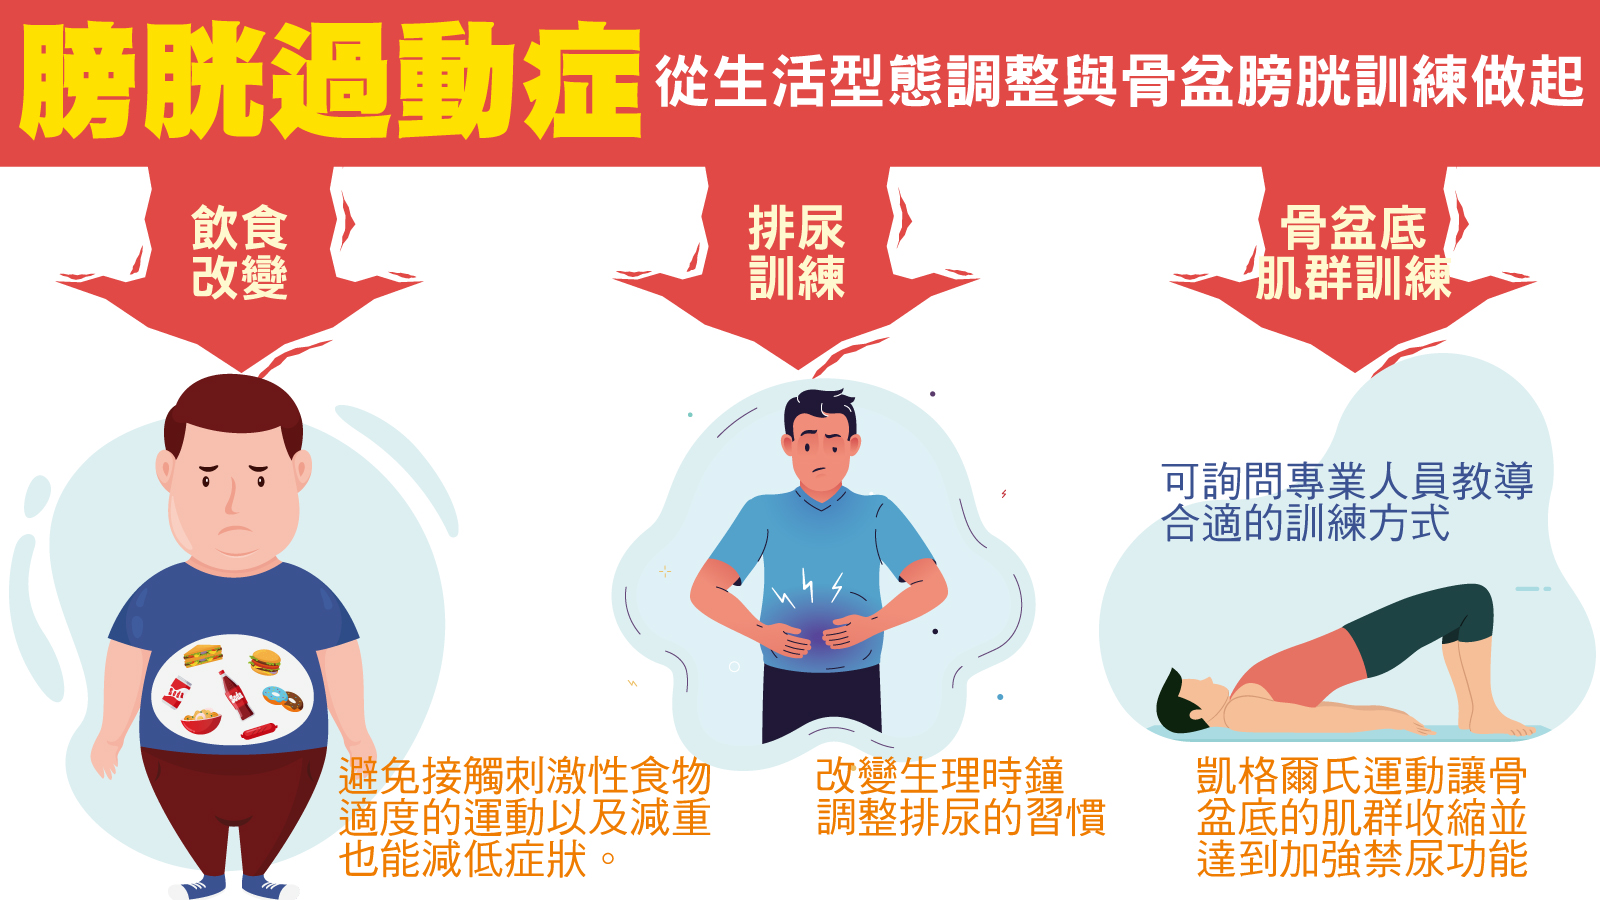 膀胱過動症 從生活型態調整與骨盆膀胱訓練做起
飲食
改變
排尿
訓練
骨盆底
肌群訓練
可詢問專業人員教導
合適的訓練方式
避免接觸刺激性食物
適度的運動以及減重
也能減低症狀。
改變生理時鐘
調整排尿的習慣
凱格爾氏運動讓骨
盆底的肌群收縮並
達到加強禁尿功能